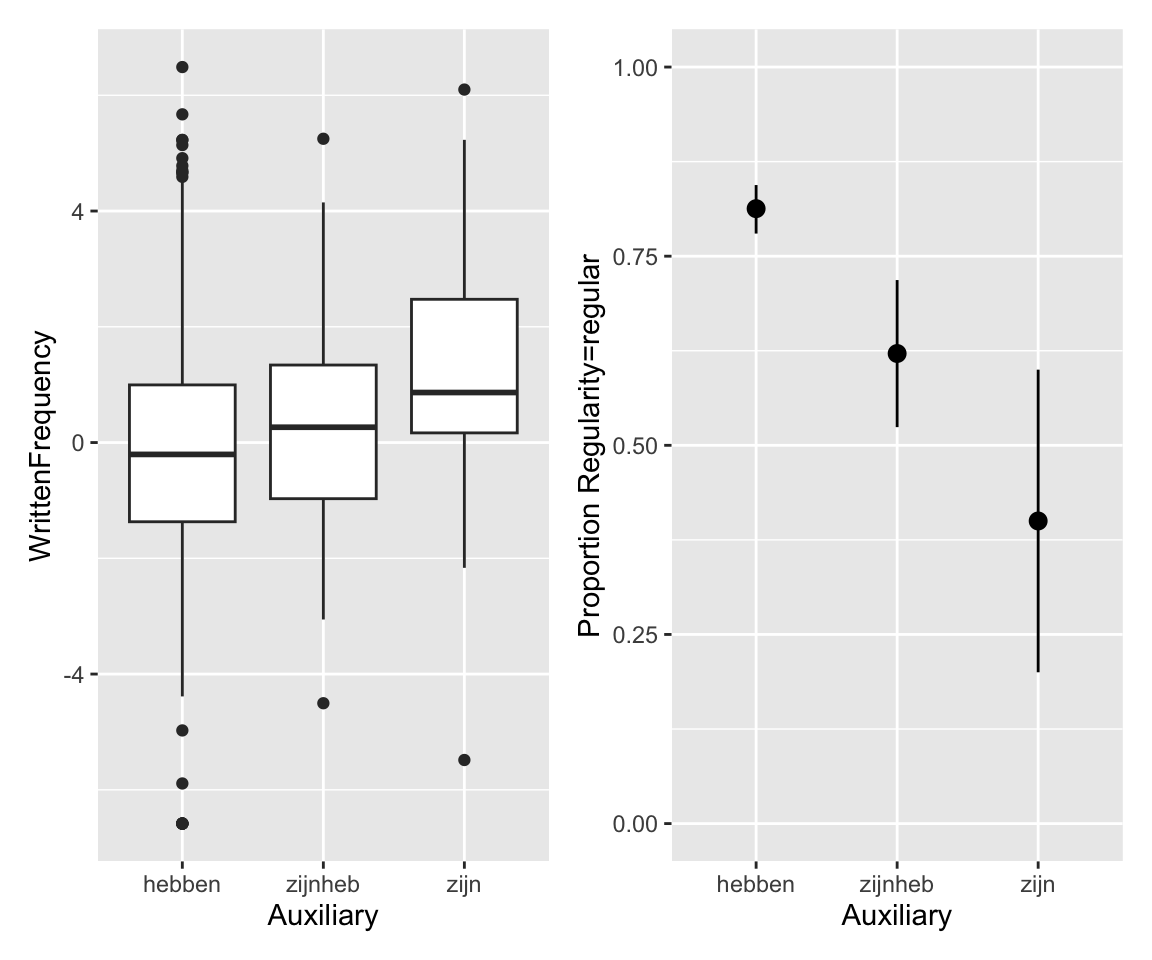 WrittenFrequency
4
0
-4
hebben
zijnheb
zijn
Auxiliary
Proportion Regularity=regular
1.00
0.75
0.50
0.25
0.00
hebben
zijnheb
zijn
Auxiliary